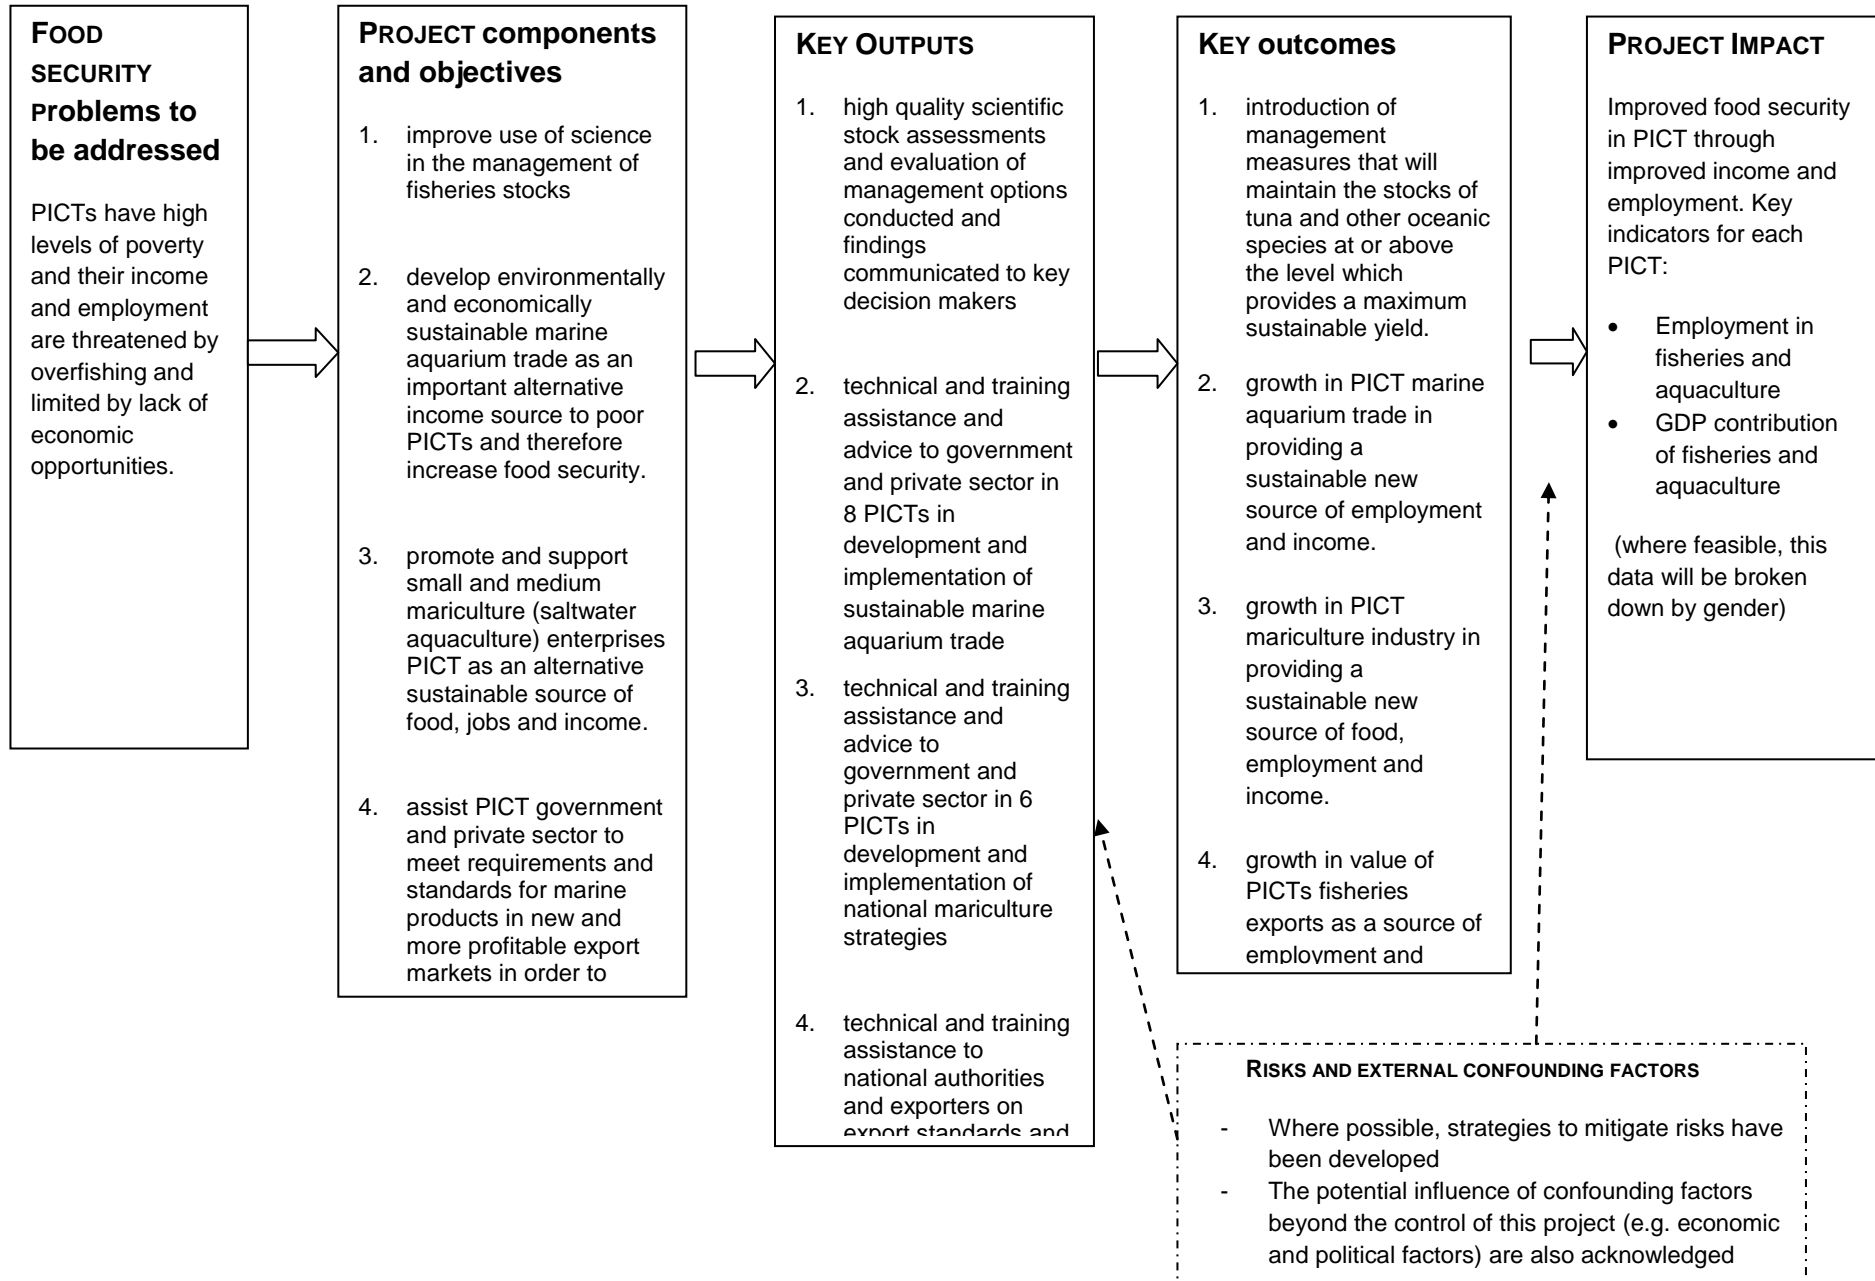 FOOD
SECURITY
Problems to
be addressed
PICTs have high
levels of poverty
and their income
and employment
are threatened by
overfishing and
limited by lack of
economic
opportunities.
PROJECT components
and objectives
1. improve use of science
in the management of
fisheries stocks
2. develop environmentally
and economically
sustainable marine
aquarium trade as an
important alternative
income source to poor
PICTs and therefore
increase food security.
3. promote and support
small and medium
mariculture (saltwater
aquaculture) enterprises
PICT as an alternative
sustainable source of
food, jobs and income.
4. assist PICT government
and private sector to
meet requirements and
standards for marine
products in new and
more profitable export
markets in order to
KEY OUTPUTS
1. high quality scientific
stock assessments
and evaluation of
management options
conducted and
findings
communicated to key
decision makers
2. technical and training
assistance and
advice to government
and private sector in
8 PICTs in
development and
implementation of
sustainable marine
aquarium trade
3. technical and training
assistance and
advice to
government and
private sector in 6
PICTs in
development and
implementation of
national mariculture
strategies
4. technical and training
assistance to
national authorities
and exporters on
export standards and
KEY outcomes
1. introduction of
management
measures that will
maintain the stocks of
tuna and other oceanic
species at or above
the level which
provides a maximum
sustainable yield.
2. growth in PICT marine
aquarium trade in
providing a
sustainable new
source of employment
and income.
3. growth in PICT
mariculture industry in
providing a
sustainable new
source of food,
employment and
income.
4. growth in value of
PICTs fisheries
exports as a source of
employment and
PROJECT IMPACT
Improved food security
in PICT through
improved income and
employment. Key
indicators for each
PICT:
• Employment in
fisheries and
aquaculture
• GDP contribution
of fisheries and
aquaculture
(where feasible, this
data will be broken
down by gender)
RISKS AND EXTERNAL CONFOUNDING FACTORS
- Where possible, strategies to mitigate risks have
been developed
- The potential influence of confounding factors
beyond the control of this project (e.g. economic
and political factors) are also acknowledged